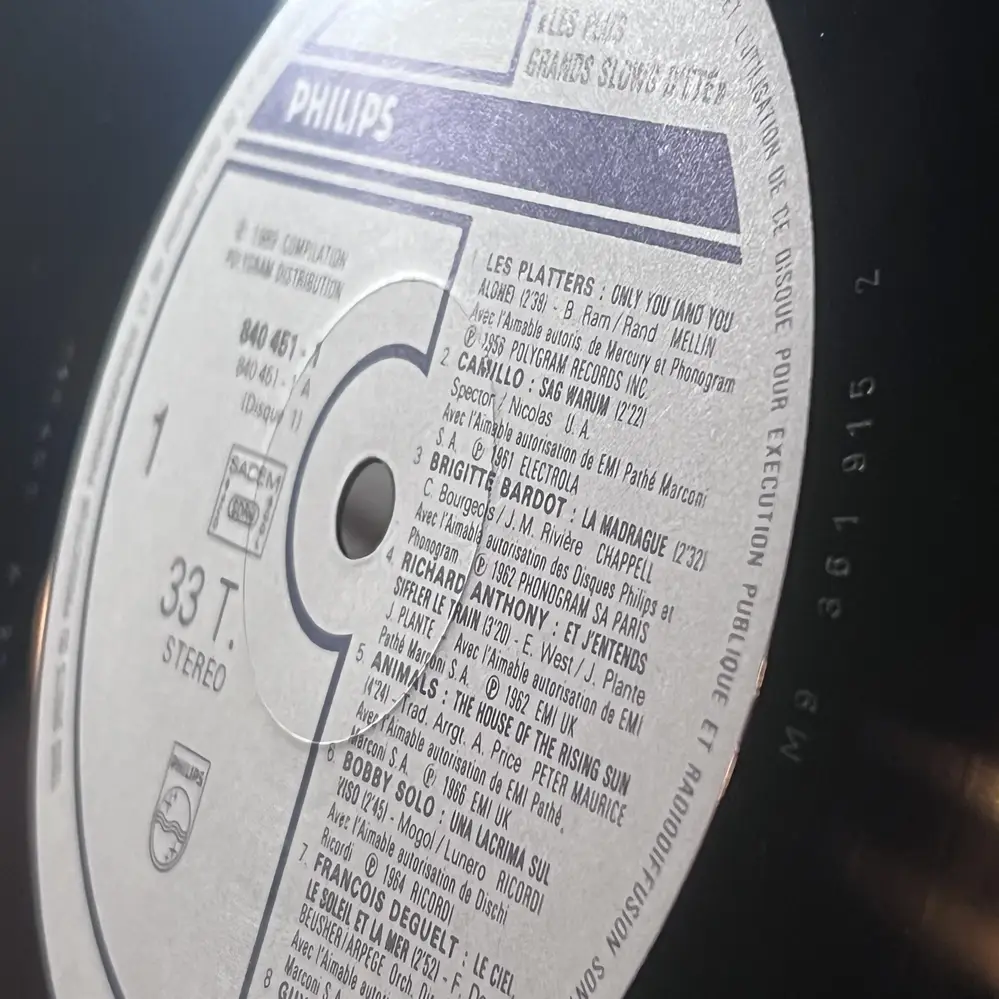 «LES PLUS
GRANDS SLOWS D'ÉTÉ»
PHILIPS
℗ 1989 COMPILATION
POLYGRAM DISTRIBUTION
840 461 -
840 461 - 1 A
(Disque 1)
1
SACEM
33 T.
STEREO
PHILIPS
1 LES PLATTERS : ONLY YOU (AND YOU
ALONE) (2'39) - B. Ram / Rand MELLIN
Avec l'Aimable autoris. de Mercury et Phonogram
℗ 1956 POLYGRAM RECORDS INC.
2 CAMILLO : SAG WARUM (2'22)
Spector / Nicolas U.A.
Avec l'Aimable autorisation de EMI Pathé Marconi
S.A. ℗ 1961 ELECTROLA
3 BRIGITTE BARDOT : LA MADRAGUE (2'32)
C. Bourgeois / J.M. Rivière CHAPPELL
Avec l'Aimable autorisation des Disques Philips et
Phonogram ℗ 1962 PHONOGRAM SA PARIS
4 RICHARD ANTHONY : ET J'ENTENDS
SIFFLER LE TRAIN (3'20) - E. West / J. Plante
J. PLANTE Avec l'Aimable autorisation de EMI
Pathé Marconi S.A. ℗ 1962 EMI UK
5 ANIMALS : THE HOUSE OF THE RISING SUN
(4'24) - Trad. Arrgt. A. Price PETER MAURICE
Avec l'Aimable autorisation de EMI Pathé.
Marconi S.A. ℗ 1966 EMI UK
6 BOBBY SOLO : UNA LACRIMA SUL
VISO (2'45) - Mogol / Lunero RICORDI
Avec l'Aimable autorisation de Dischi
Ricordi ℗ 1964 RICORDI
7 FRANCOIS DEGUELT : LE CIEL,
LE SOLEIL ET LA MER (2'52) - F.
BEUSHER/ARPEGE Orch.
Avec l'Aimable
Marconi S.
8
L'UTILISATION DE CE DISQUE POUR EXECUTION PUBLIQUE ET RADIODIFFUSION SONT
M9 361 915 2